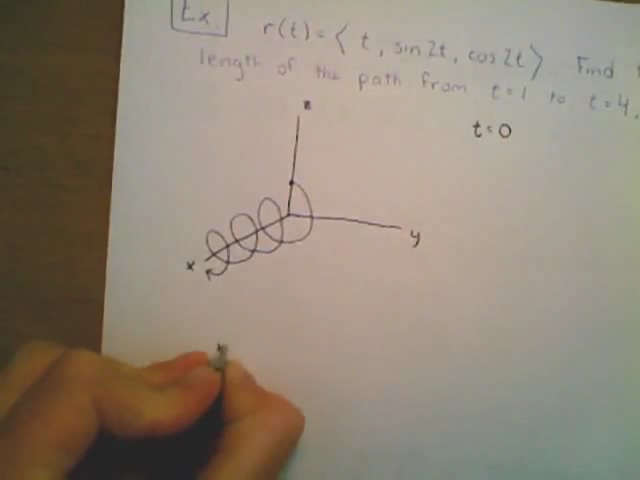 Ex.
r(t) = ⟨ t, sin 2t, cos 2t ⟩. Find
length of the path from t=1 to t=4.
t=0
z
y
x